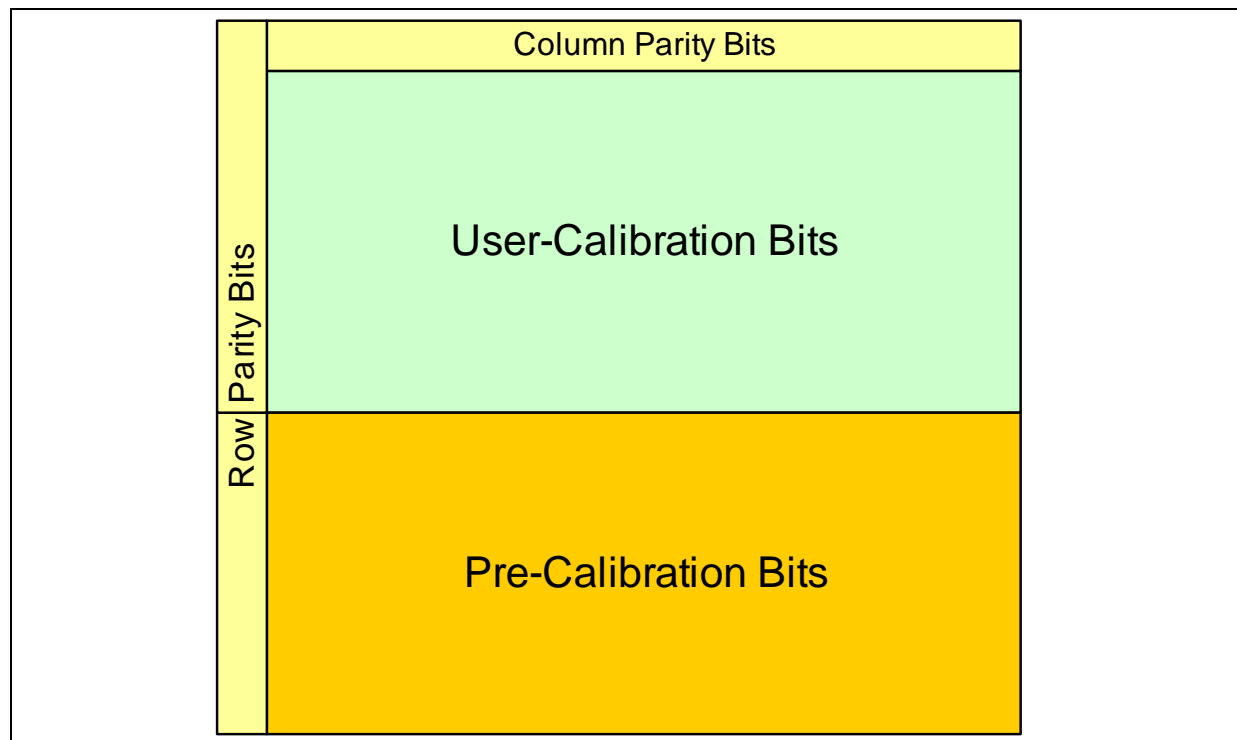 Column Parity Bits
User-Calibration Bits
Row Parity Bits
Pre-Calibration Bits